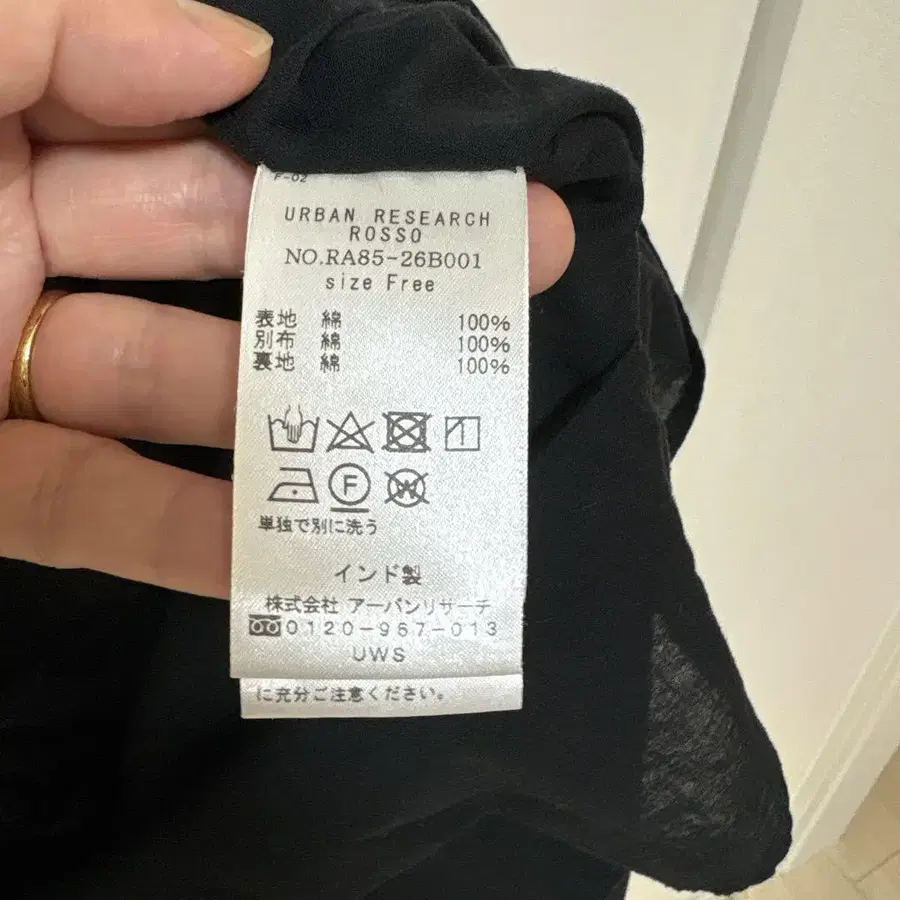 F-02
URBAN RESEARCH
ROSSO
NO.RA85-26B001
size Free
表地 綿 100%
別布 綿 100%
裏地 綿 100%
F W
単独で別に洗う
インド製
株式会社 アーバンリサーチ
0120-967-013
UWS
に充分ご注意ください。